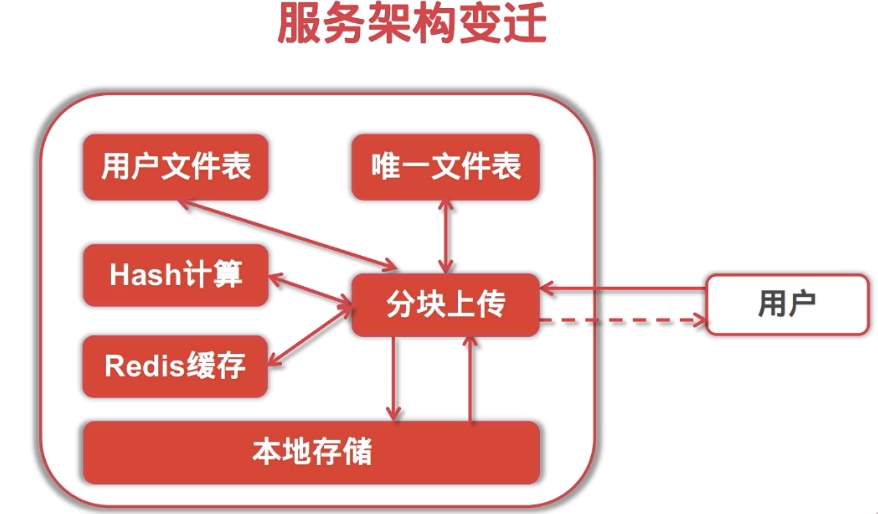 服务架构变迁
用户文件表
唯一文件表
Hash计算
分块上传
用户
Redis缓存
本地存储